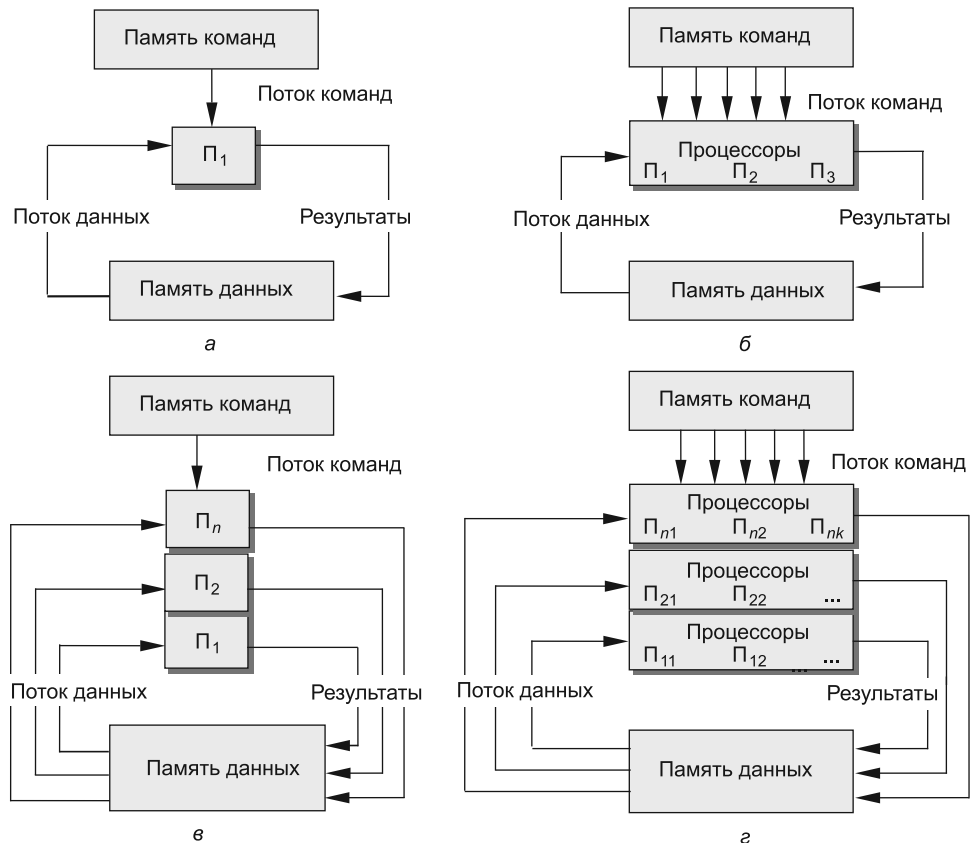 Память команд
Поток команд
П1
Поток данных
Результаты
Память данных
а
Память команд
Поток команд
Процессоры
П1 П2 П3
Поток данных
Результаты
Память данных
б
Память команд
Поток команд
Пn
П2
П1
Поток данных
Результаты
Память данных
в
Память команд
Поток команд
Процессоры
Пn1 Пn2 Пnk
Процессоры
П21 П22 ...
Процессоры
П11 П12 ... ...
Поток данных
Результаты
Память данных
г